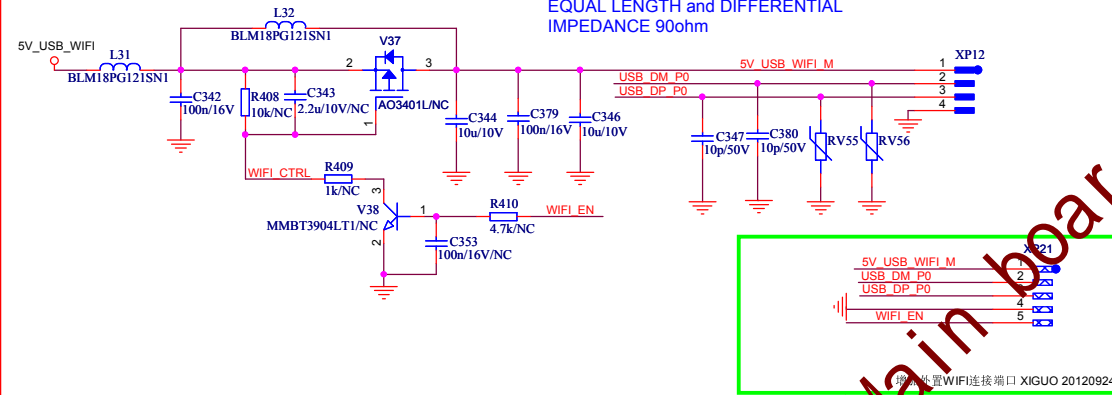 EQUAL LENGTH and DIFFERENTIAL
IMPEDANCE 90ohm
L32
BLM18PG121SN1
5V_USB_WIFI
L31
BLM18PG121SN1
V37
2
3
AO3401L/NC
1
C342
100n/16V
R408
10k/NC
C343
2.2u/10V/NC
C344
10u/10V
C379
100n/16V
C346
10u/10V
5V_USB_WIFI_M
USB_DM_P0
USB_DP_P0
XP12
1
2
3
4
C347
10p/50V
C380
10p/50V
RV55
RV56
WIFI_CTRL
R409
1k/NC
3
V38
MMBT3904LT1/NC
1
2
R410
4.7k/NC
WIFI_EN
C353
100n/16V/NC
XP21
5V_USB_WIFI_M
1
USB_DM_P0
2
USB_DP_P0
4
WIFI_EN
5
外置WIFI连接端口 XIGUO 20120924